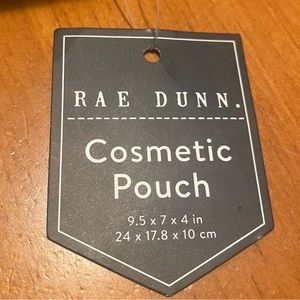 RAE DUNN.
Cosmetic
Pouch
9.5 x 7 x 4 in
24 x 17.8 x 10 cm